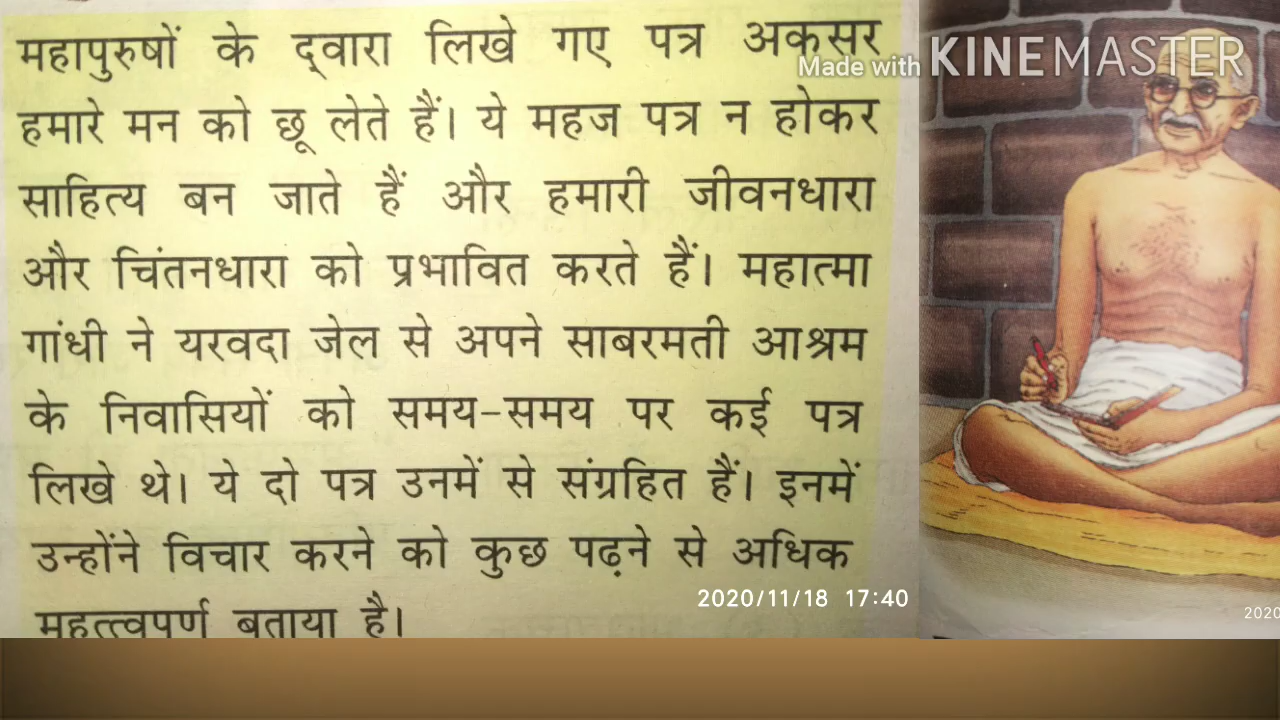 महापुरुषों के द्वारा लिखे गए पत्र अकसर
हमारे मन को छू लेते हैं। ये महज पत्र न होकर
साहित्य बन जाते हैं और हमारी जीवनधारा
और चिंतनधारा को प्रभावित करते हैं। महात्मा
गांधी ने यरवदा जेल से अपने साबरमती आश्रम
के निवासियों को समय-समय पर कई पत्र
लिखे थे। ये दो पत्र उनमें से संग्रहित हैं। इनमें
उन्होंने विचार करने को कुछ पढ़ने से अधिक
महत्त्वपूर्ण बताया है।
Made with KINEMASTER
2020/11/18 17:40
2020